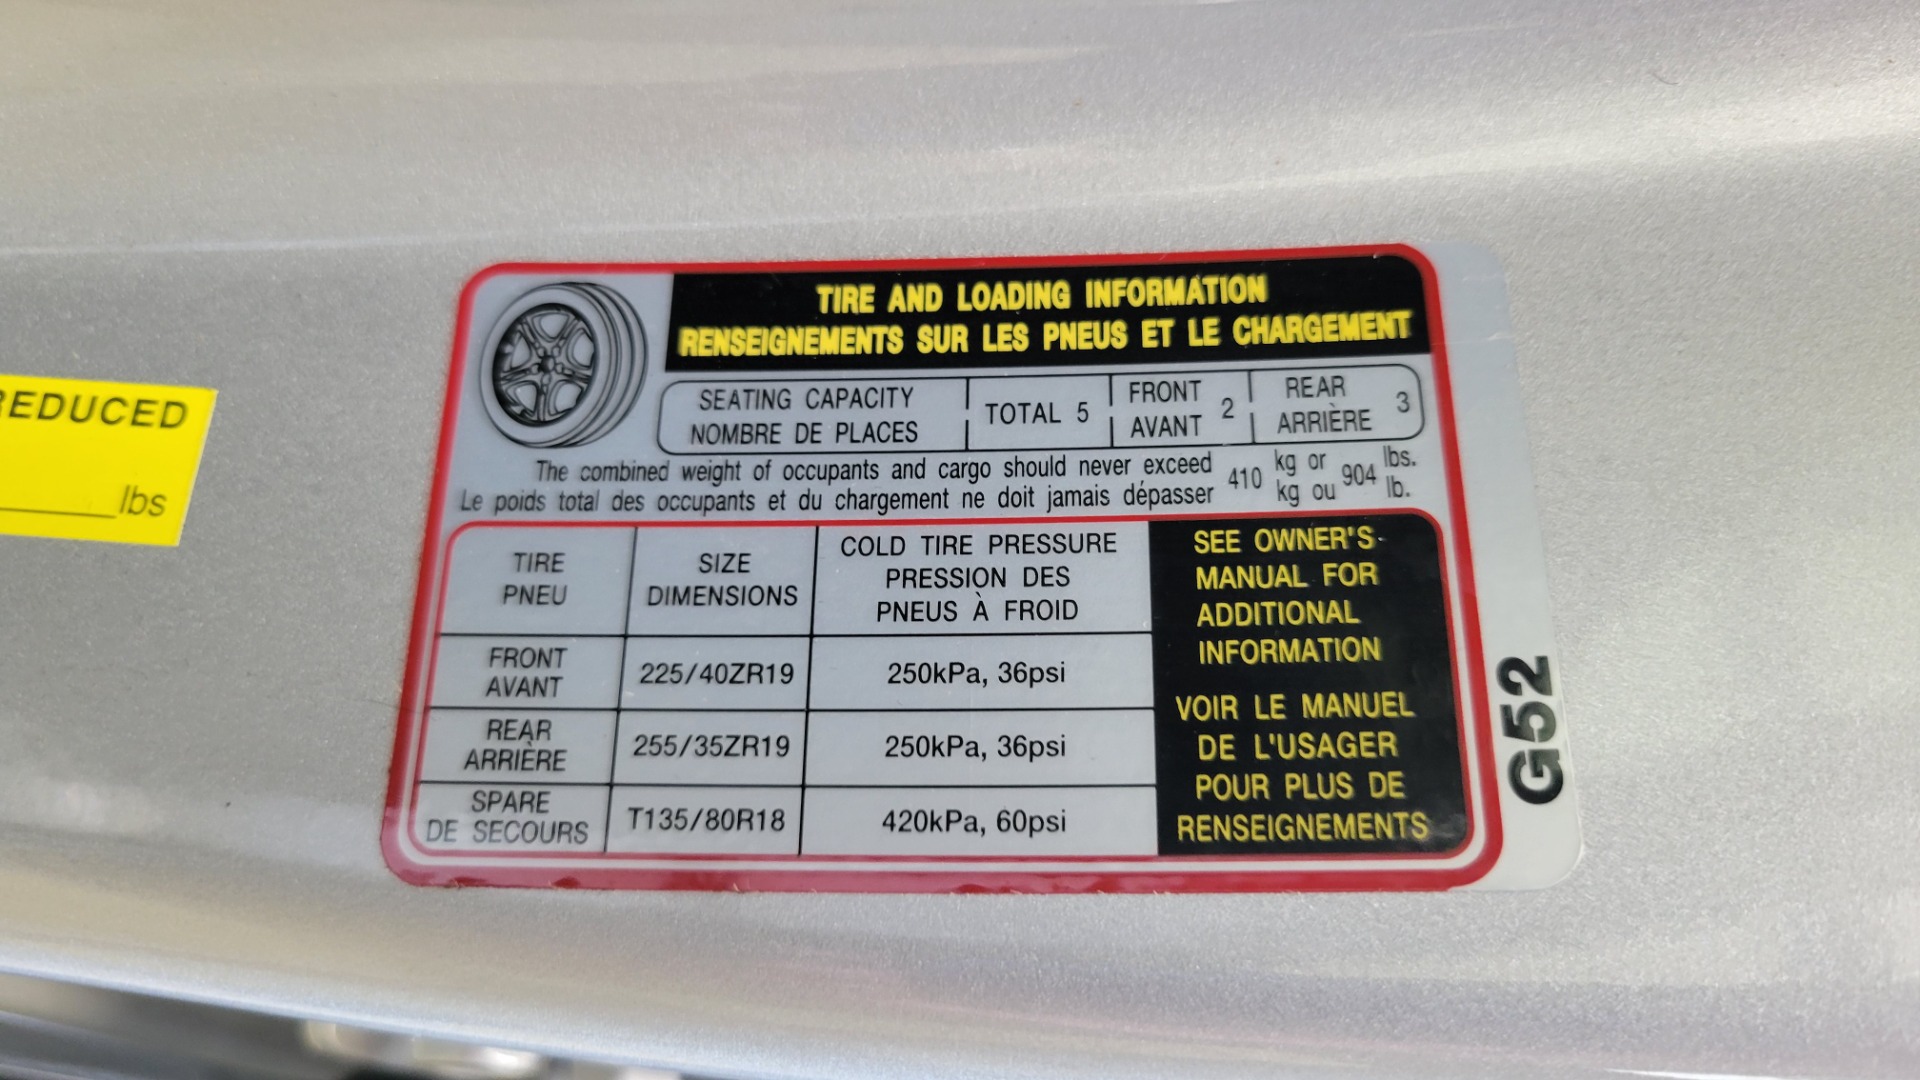 REDUCED
lbs
TIRE AND LOADING INFORMATION
RENSEIGNEMENTS SUR LES PNEUS ET LE CHARGEMENT
SEATING CAPACITY
NOMBRE DE PLACES
TOTAL 5
FRONT
AVANT
2
REAR
ARRIÈRE
3
The combined weight of occupants and cargo should never exceed 410 kg or 904 lbs.
Le poids total des occupants et du chargement ne doit jamais dépasser kg ou lb.
TIRE
PNEU
SIZE
DIMENSIONS
COLD TIRE PRESSURE
PRESSION DES
PNEUS À FROID
FRONT
AVANT
225/40ZR19
250kPa, 36psi
REAR
ARRIÈRE
255/35ZR19
250kPa, 36psi
SPARE
DE SECOURS
T135/80R18
420kPa, 60psi
SEE OWNER'S
MANUAL FOR
ADDITIONAL
INFORMATION
VOIR LE MANUEL
DE L'USAGER
POUR PLUS DE
RENSEIGNEMENTS
G52